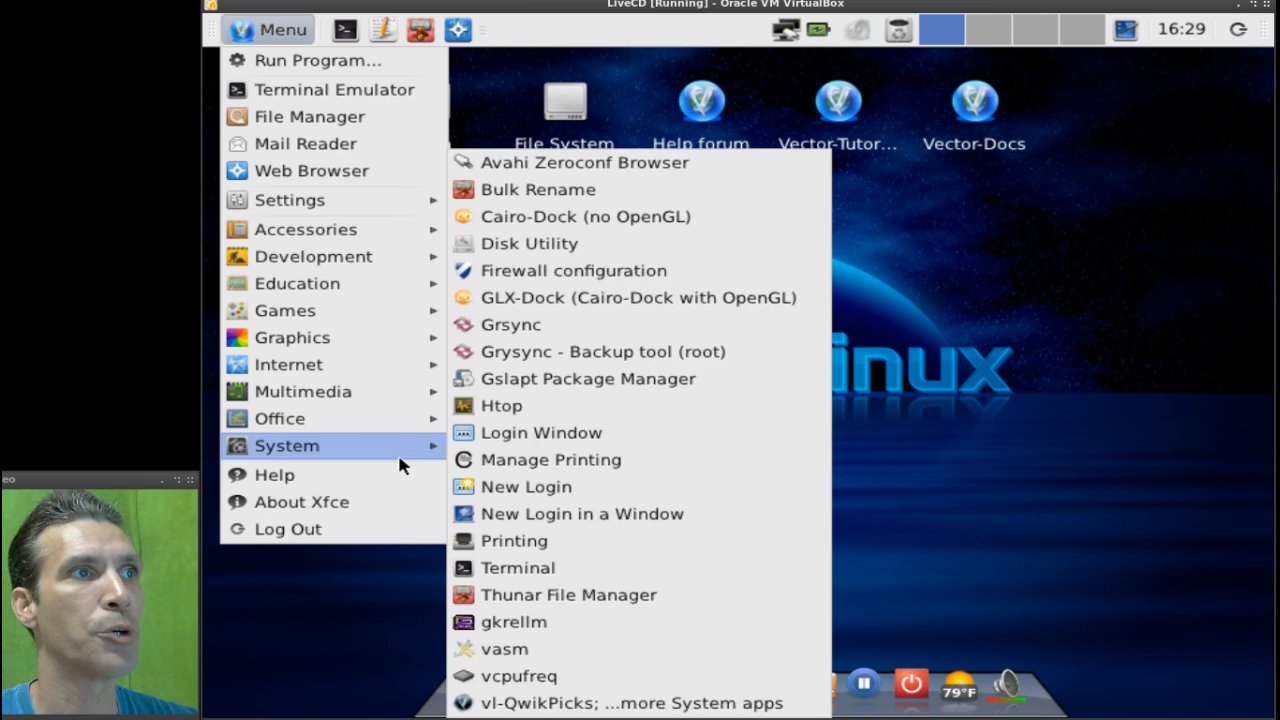 LiveCD [Running] - Oracle VM VirtualBox
Menu
16:29
Run Program...
Terminal Emulator
File Manager
Mail Reader
Web Browser
Settings
Accessories
Development
Education
Games
Graphics
Internet
Multimedia
Office
System
Help
About Xfce
Log Out
File System
Help forum
Vector-Tutor...
Vector-Docs
Avahi Zeroconf Browser
Bulk Rename
Cairo-Dock (no OpenGL)
Disk Utility
Firewall configuration
GLX-Dock (Cairo-Dock with OpenGL)
Grsync
Grysync - Backup tool (root)
Gslapt Package Manager
Htop
Login Window
Manage Printing
New Login
New Login in a Window
Printing
Terminal
Thunar File Manager
gkrellm
vasm
vcpufreq
vl-QwikPicks; ...more System apps
inux
79°F
eo